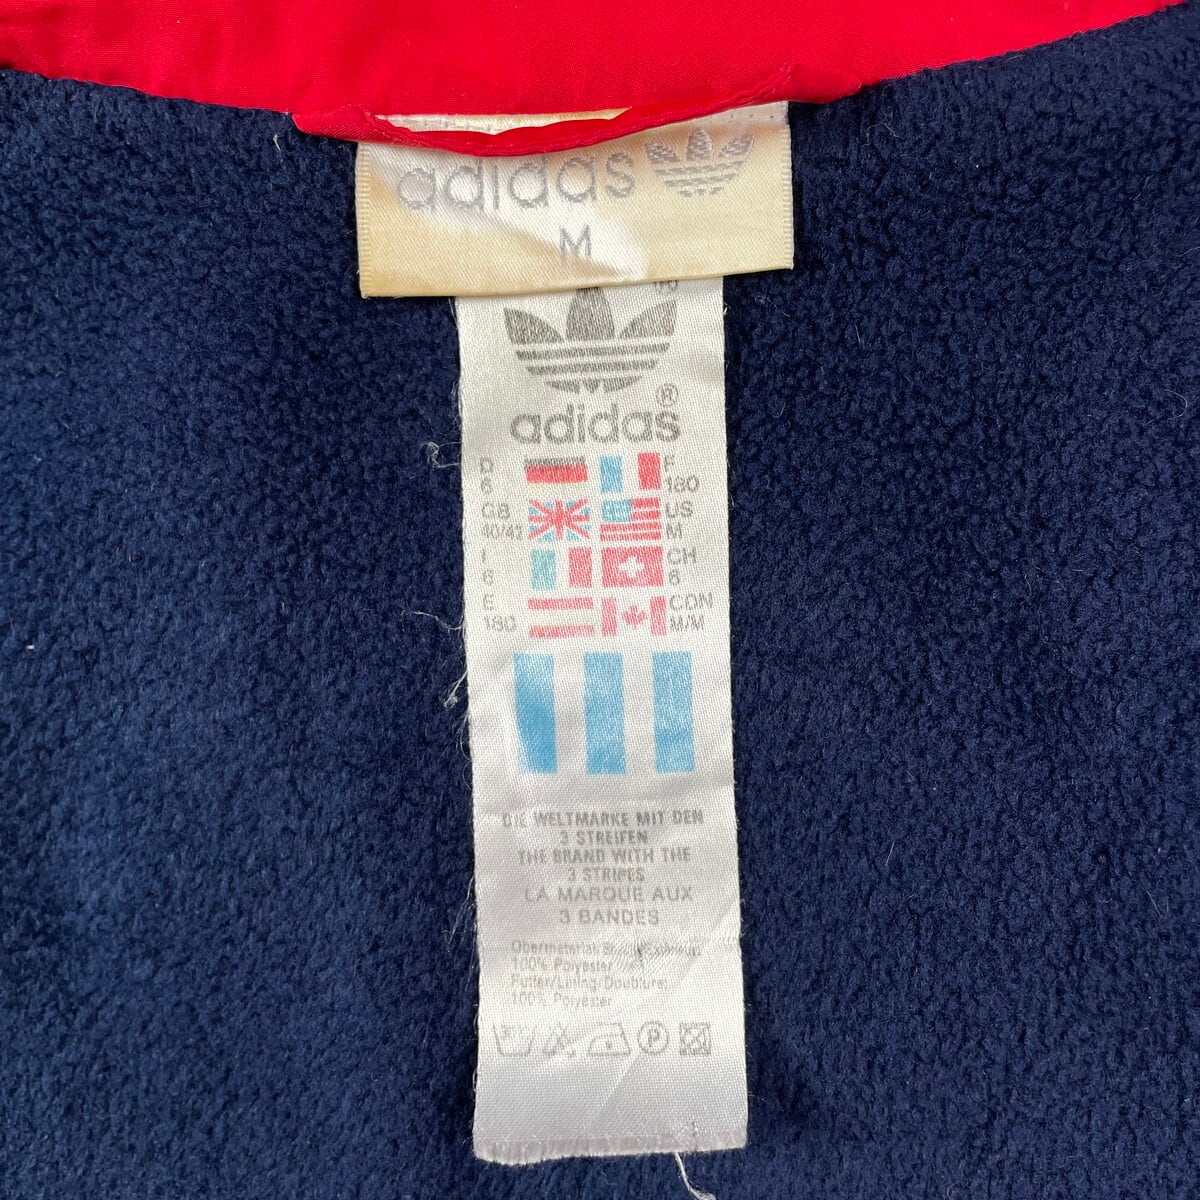 adidas
M
adidas®
D
6
F
180
GB
40/42
US
M
I
6
CH
6
E
180
CDN
M/M
DIE WELTMARKE MIT DEN
3 STREIFEN
THE BRAND WITH THE
3 STRIPES
LA MARQUE AUX
3 BANDES
Obermaterial:
100% Polyester
Futter/Lining/Doublure:
100% Polyester
P